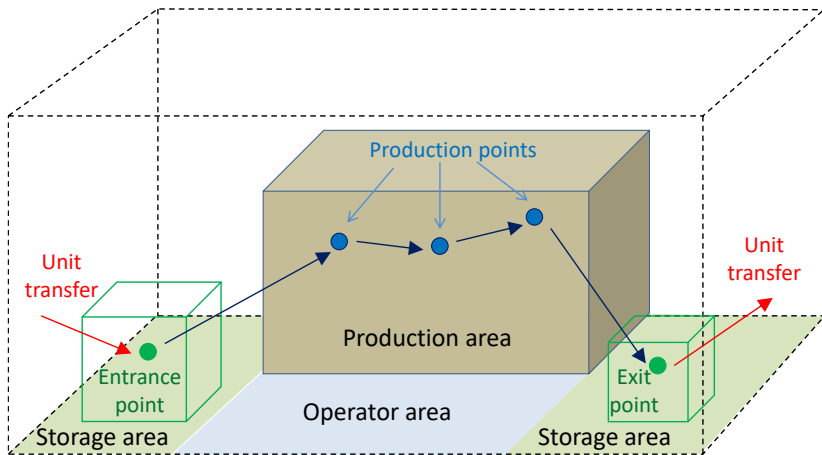 Production points
Unit
transfer
Unit
transfer
Production area
Entrance
point
Exit
point
Operator area
Storage area
Storage area